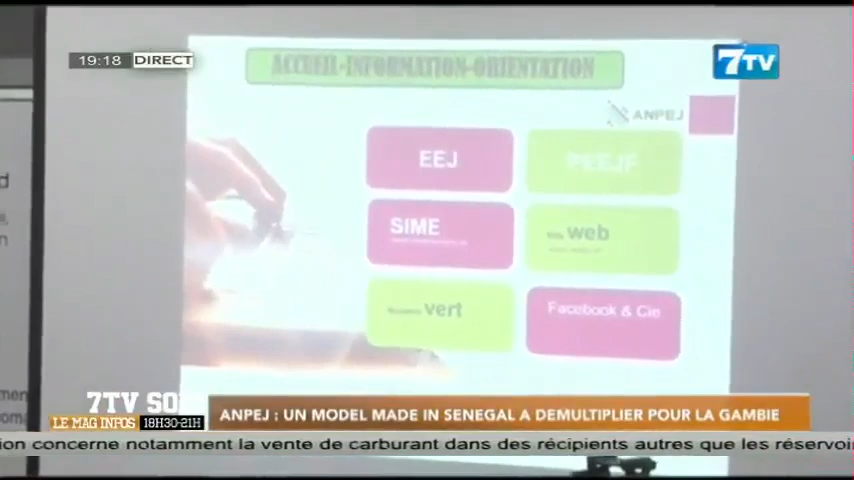 19:18 DIRECT
7TV
ACCUEIL-INFORMATION-ORIENTATION
ANPEJ
EEJ
PEEJF
SIME
web
vert
Facebook & Cie
7TV SO
LE MAG INFOS 18H30-21H
ANPEJ : UN MODEL MADE IN SENEGAL A DEMULTIPLIER POUR LA GAMBIE
ion concerne notamment la vente de carburant dans des récipients autres que les réservoi